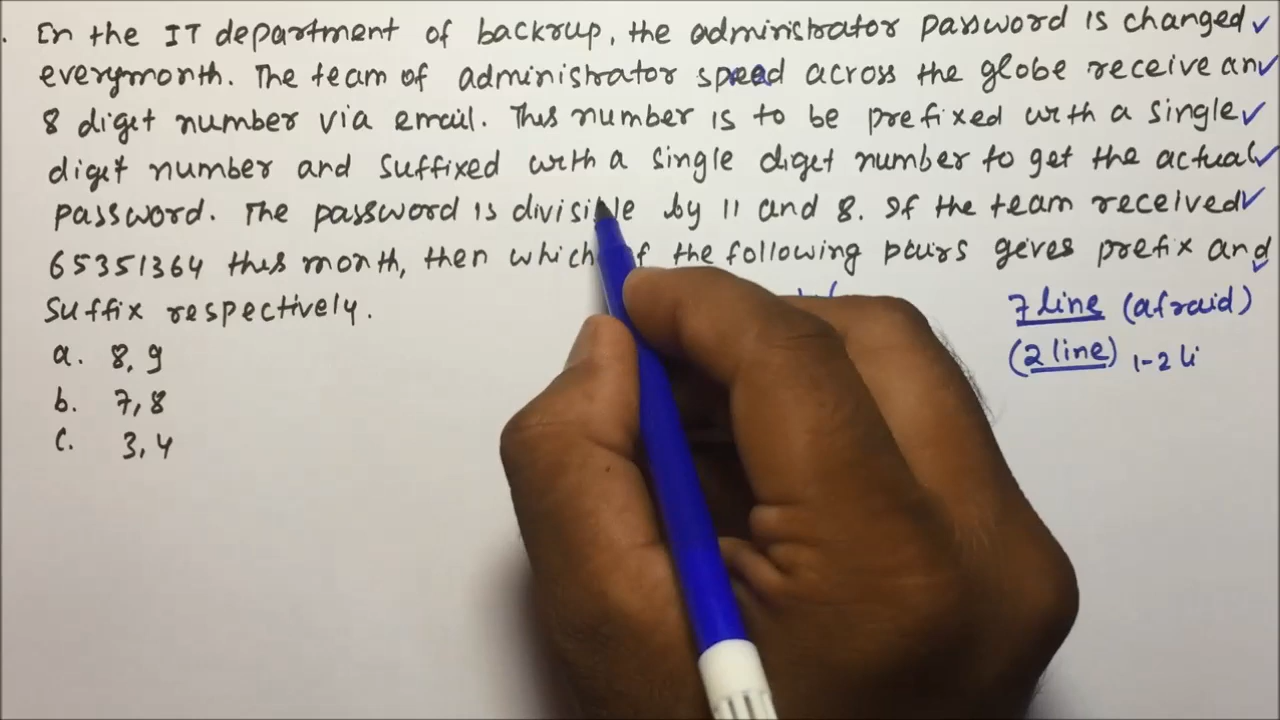 . In the IT department of backrup, the administrator password is changed ✓
everymonth. The team of administrator spread across the globe receive an ✓
8 digit number via email. This number is to be prefixed with a single ✓
digit number and suffixed with a single digit number to get the actual ✓
password. The password is divisible by 11 and 8. If the team received ✓
65351364 this month, then which of the following pairs gives prefix and ✓
suffix respectively.
7 line (afraid)
(2 line) 1-2 li
a. 8, 9
b. 7, 8
c. 3, 4